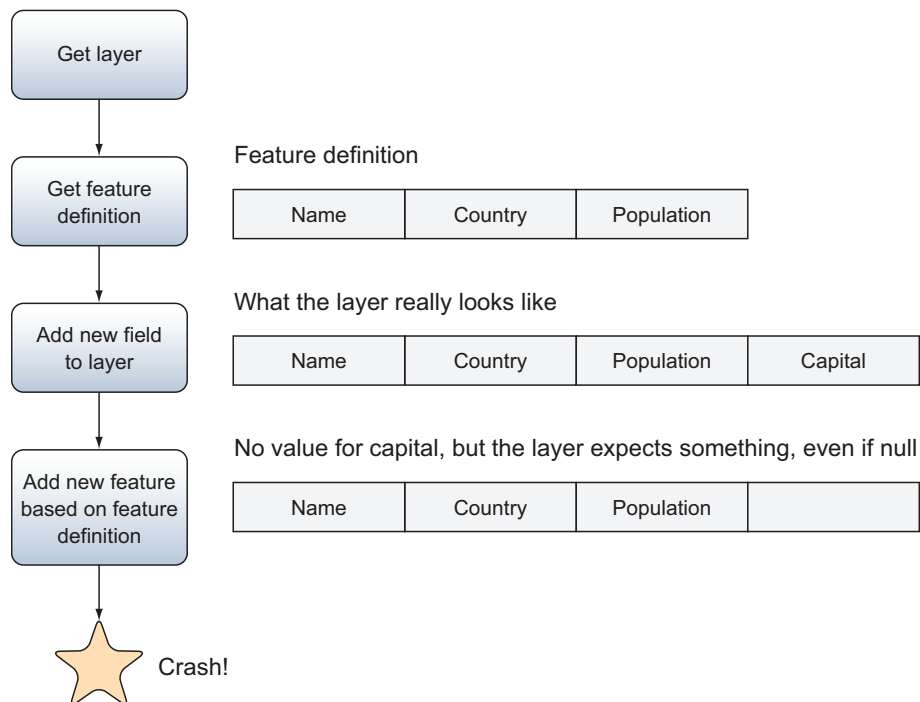 Get layer
Feature definition
Get feature
definition
Name Country Population
What the layer really looks like
Add new field
to layer
Name Country Population Capital
No value for capital, but the layer expects something, even if null
Add new feature
based on feature
definition
Name Country Population
Crash!